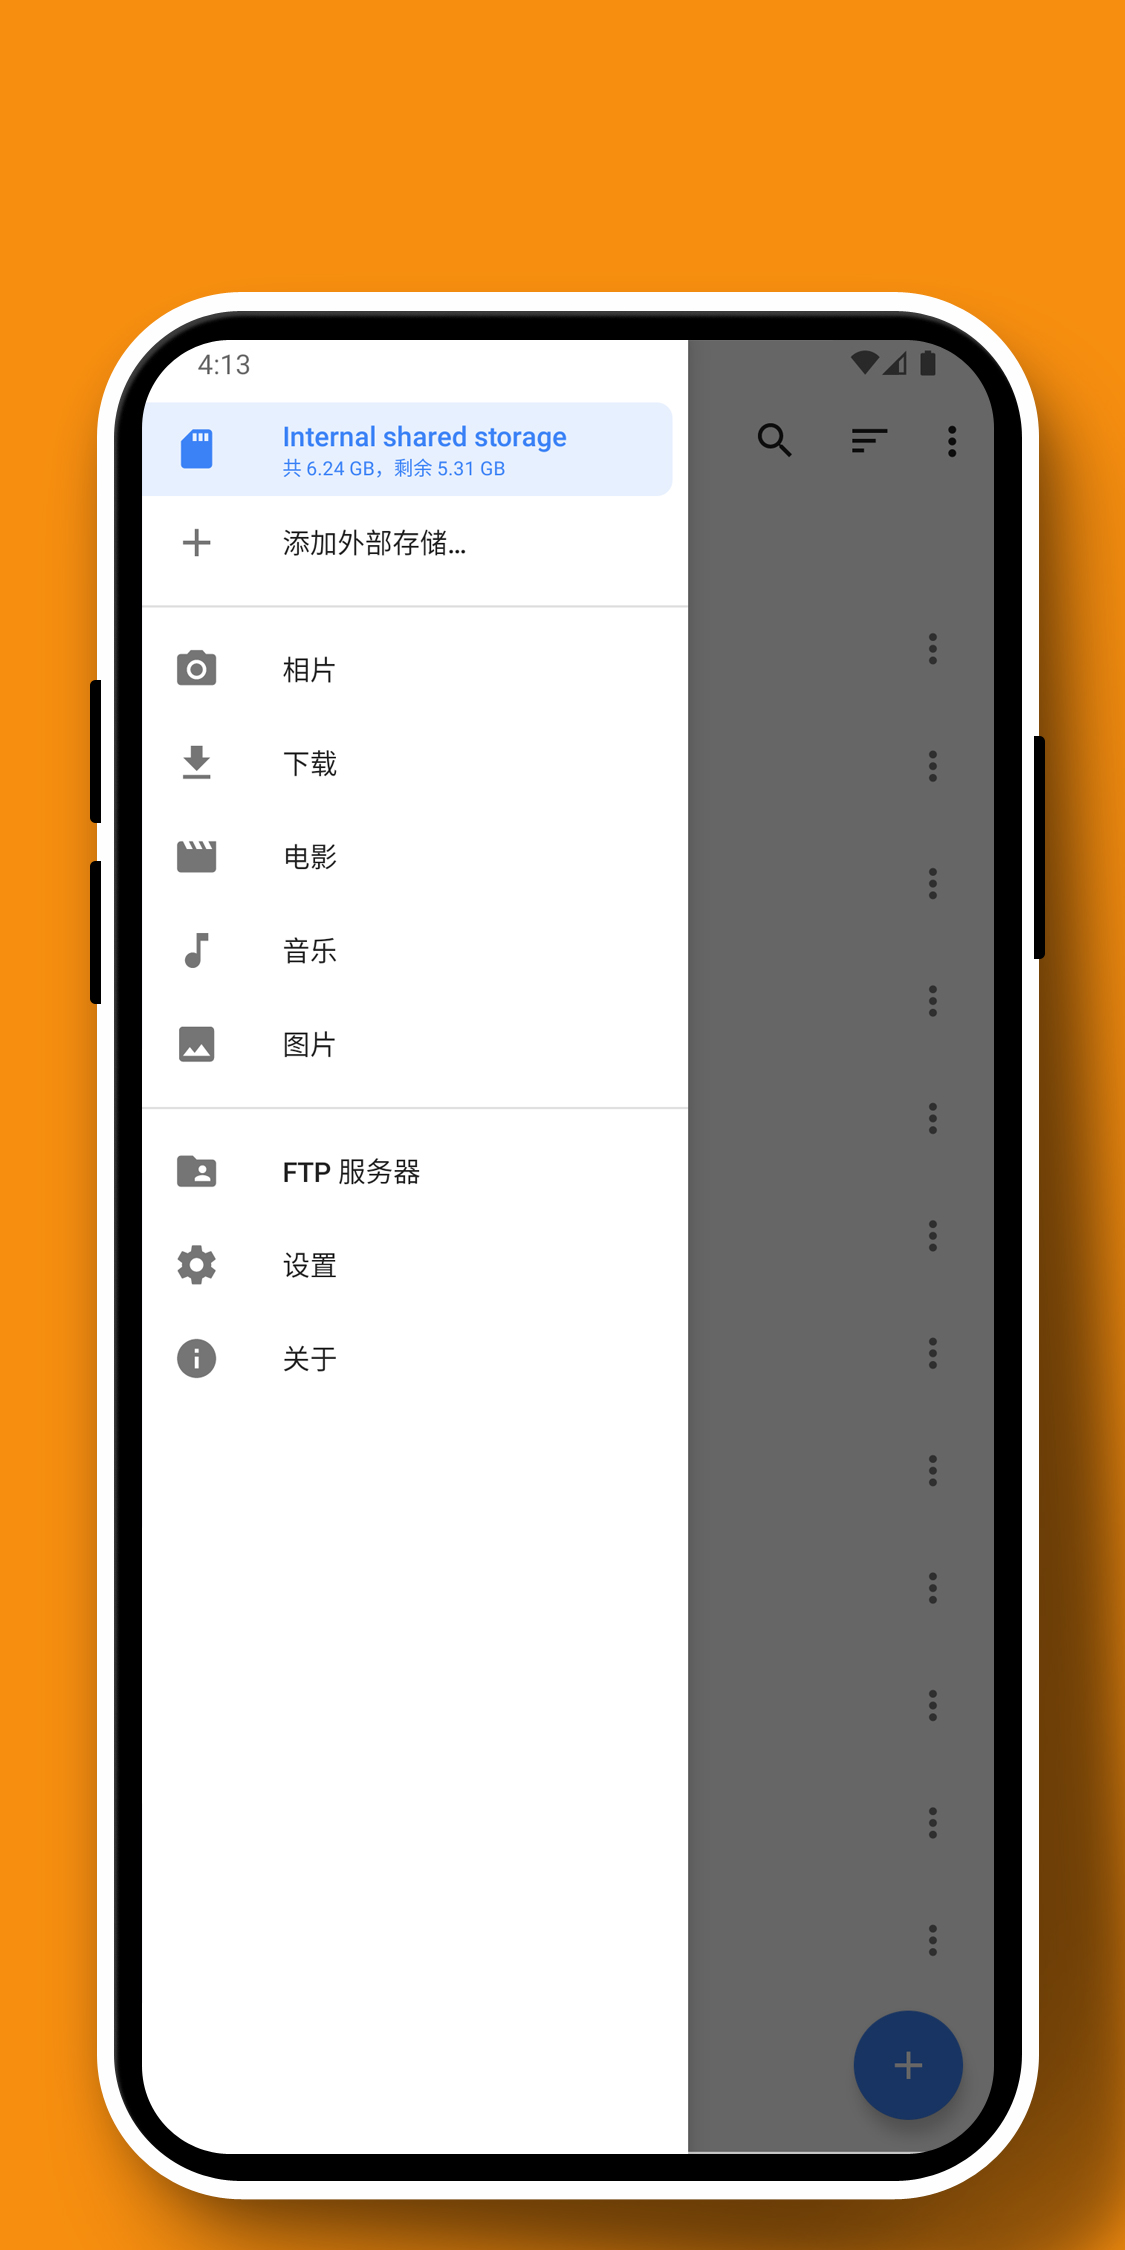 4:13
Internal shared storage
共 6.24 GB，剩余 5.31 GB
添加外部存储…
相片
下载
电影
音乐
图片
FTP 服务器
设置
关于